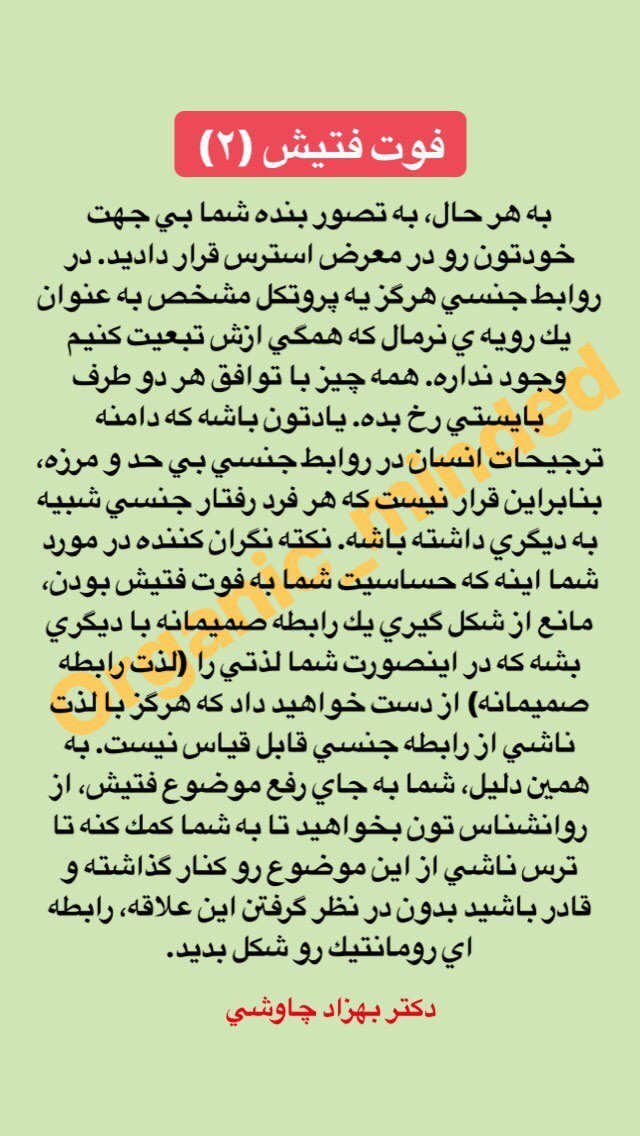 فوت فتيش (٢)
به هر حال، به تصور بنده شما بي جهت
خودتون رو در معرض استرس قرار داديد. در
روابط جنسي هرگز يه پروتكل مشخص به عنوان
يك رويه ي نرمال كه همگي ازش تبعيت كنيم
وجود نداره. همه چيز با توافق هر دو طرف
بايستي رخ بده. يادتون باشه كه دامنه
ترجيحات انسان در روابط جنسي بي حد و مرزه،
بنابراين قرار نيست كه هر فرد رفتار جنسي شبيه
به ديگري داشته باشه. نكته نگران كننده در مورد
شما اينه كه حساسيت شما به فوت فتيش بودن،
مانع از شكل گيري يك رابطه صميمانه با ديگري
بشه كه در اينصورت شما لذتي را (لذت رابطه
صميمانه) از دست خواهيد داد كه هرگز با لذت
ناشي از رابطه جنسي قابل قياس نيست. به
همين دليل، شما به جاي رفع موضوع فتيش، از
روانشناس تون بخواهيد تا به شما كمك كنه تا
ترس ناشي از اين موضوع رو كنار گذاشته و
قادر باشيد بدون در نظر گرفتن اين علاقه، رابطه
اي رومانتيك رو شكل بديد.
دكتر بهزاد چاوشي
Organic_minded